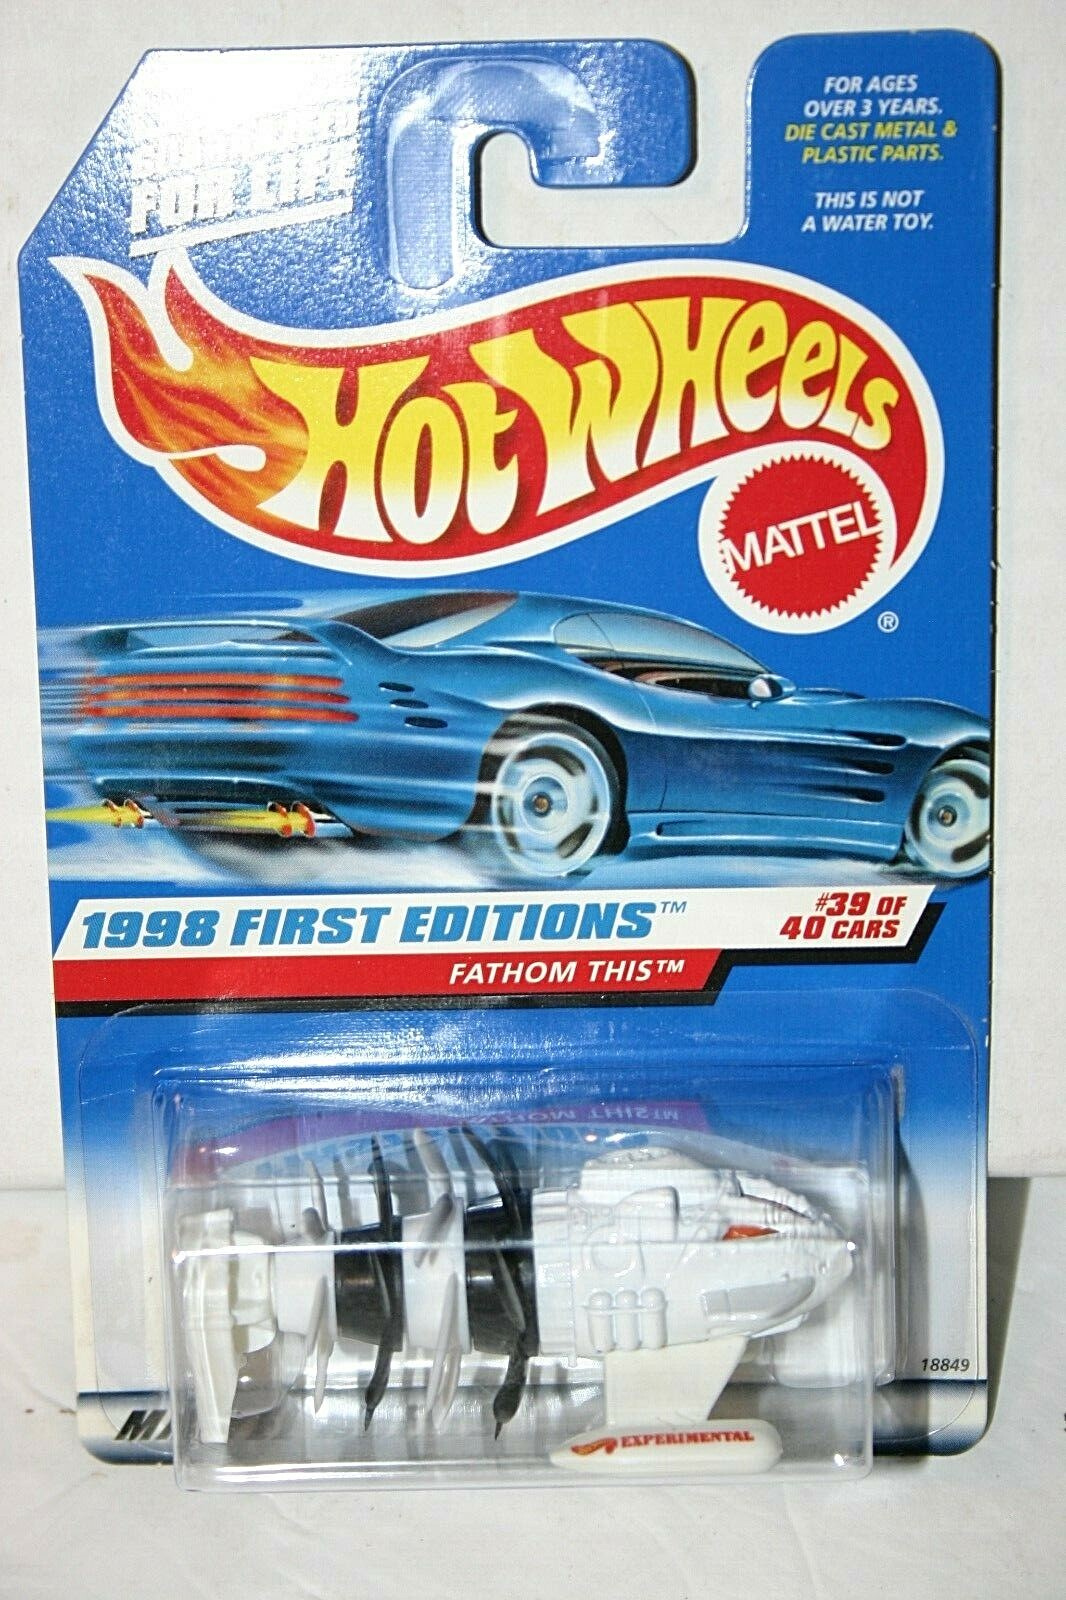 GUARANTEED
FOR LIFE
FOR AGES
OVER 3 YEARS.
DIE CAST METAL &
PLASTIC PARTS.
THIS IS NOT
A WATER TOY.
HOT WHEELS
MATTEL
®
1998 FIRST EDITIONS™
#39 OF
40 CARS
FATHOM THIS™
18849
EXPERIMENTAL